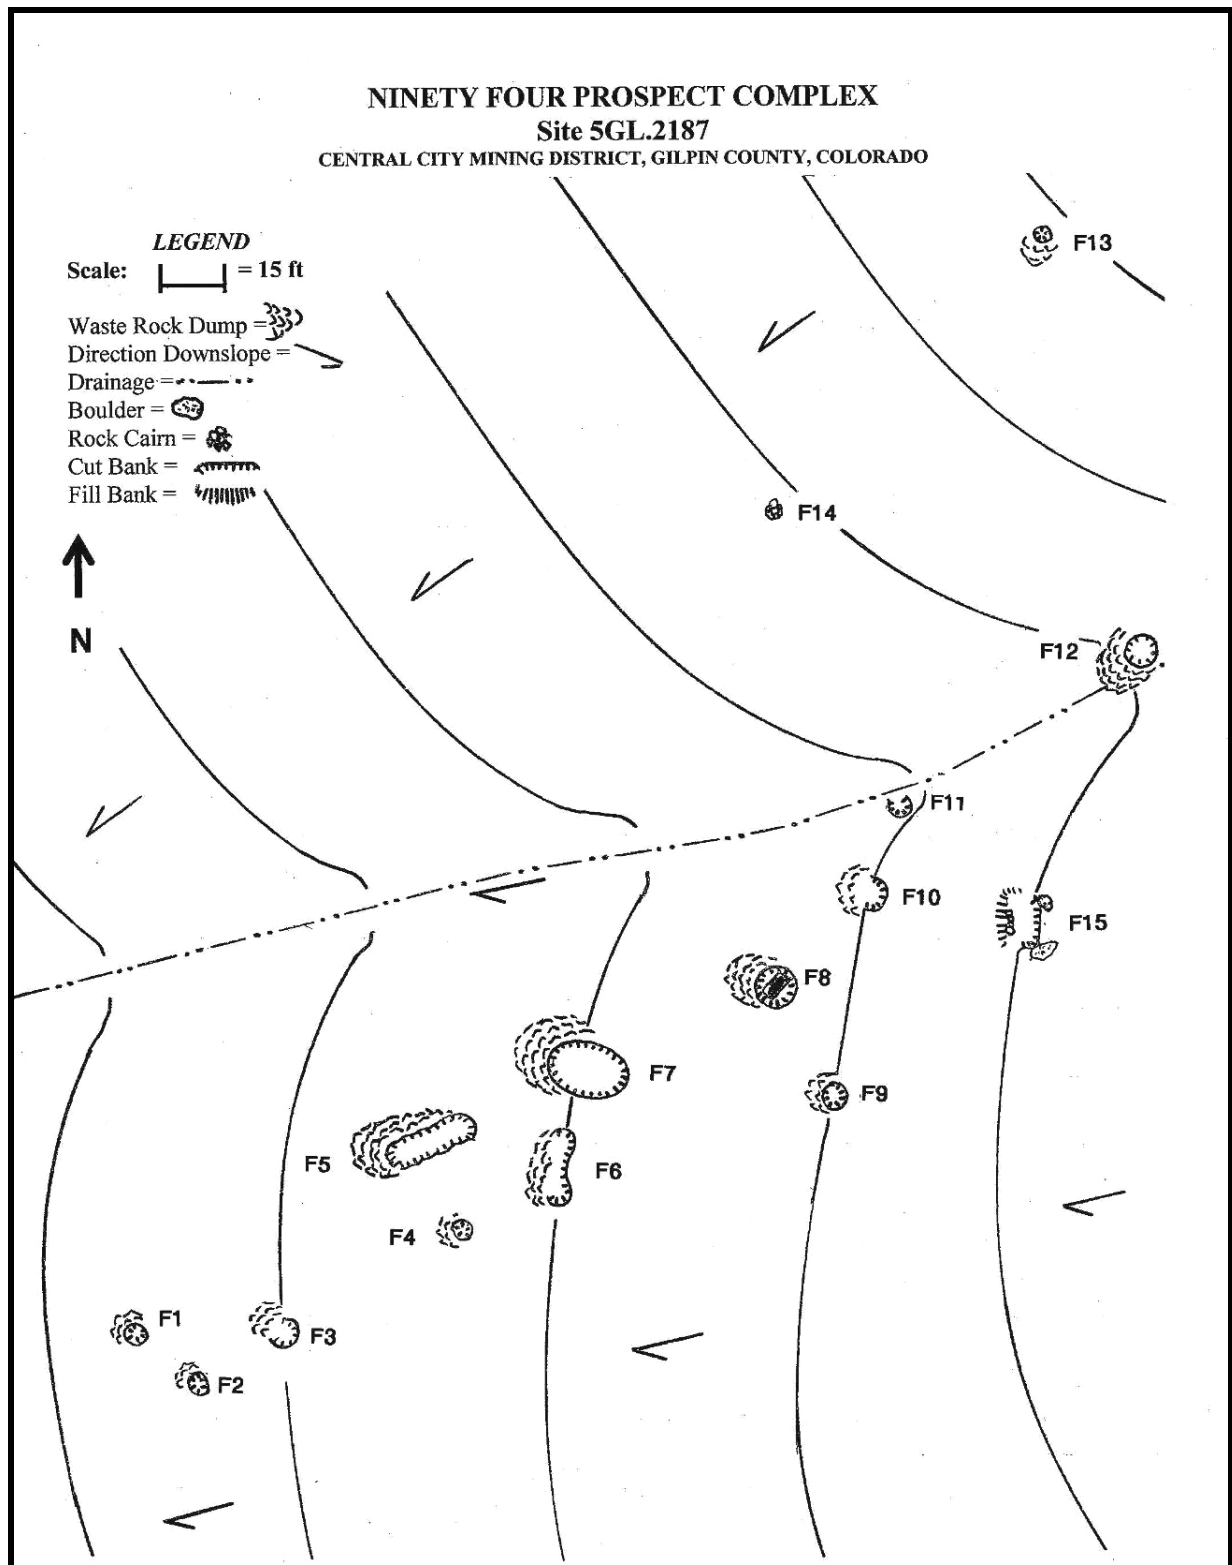 NINETY FOUR PROSPECT COMPLEX
Site 5GL.2187
CENTRAL CITY MINING DISTRICT, GILPIN COUNTY, COLORADO
LEGEND
Scale: = 15 ft
Waste Rock Dump =
Direction Downslope =
Drainage =
Boulder =
Rock Cairn =
Cut Bank =
Fill Bank =
N
F13
F14
F12
F11
F10
F15
F8
F7
F9
F5
F6
F4
F1
F3
F2